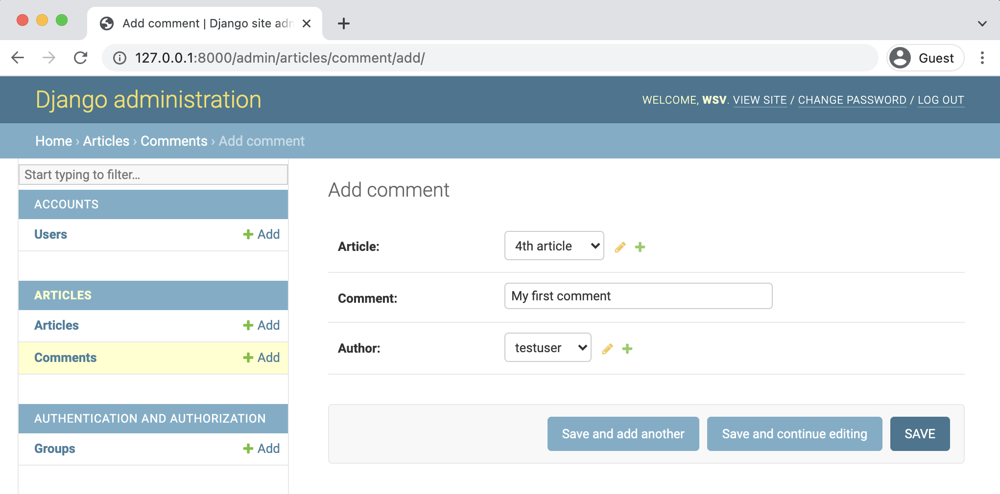 Add comment | Django site adm
127.0.0.1:8000/admin/articles/comment/add/
Guest
Django administration
WELCOME, WSV. VIEW SITE / CHANGE PASSWORD / LOG OUT
Home › Articles › Comments › Add comment
Start typing to filter...
ACCOUNTS
Users
Add
ARTICLES
Articles
Add
Comments
Add
AUTHENTICATION AND AUTHORIZATION
Groups
Add
Add comment
Article:
4th article
Comment:
My first comment
Author:
testuser
Save and add another
Save and continue editing
SAVE